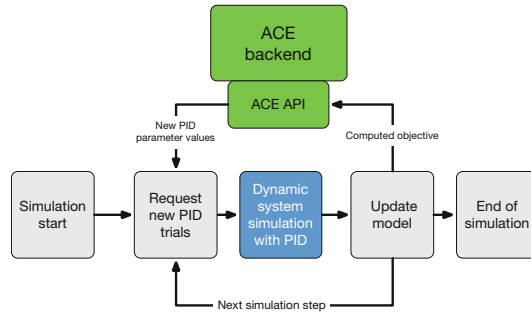 ACE
backend
ACE API
New PID
parameter values
Computed objective
Simulation
start
Request
new PID
trials
Dynamic
system
simulation
with PID
Update
model
End of
simulation
Next simulation step